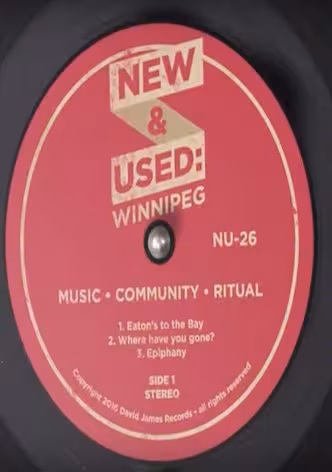 NEW
&
USED:
WINNIPEG
NU-26
MUSIC • COMMUNITY • RITUAL
1. Eaton's to the Bay
2. Where have you gone?
3. Epiphany
SIDE 1
STEREO
Copyright 2016 David James Records - all rights reserved